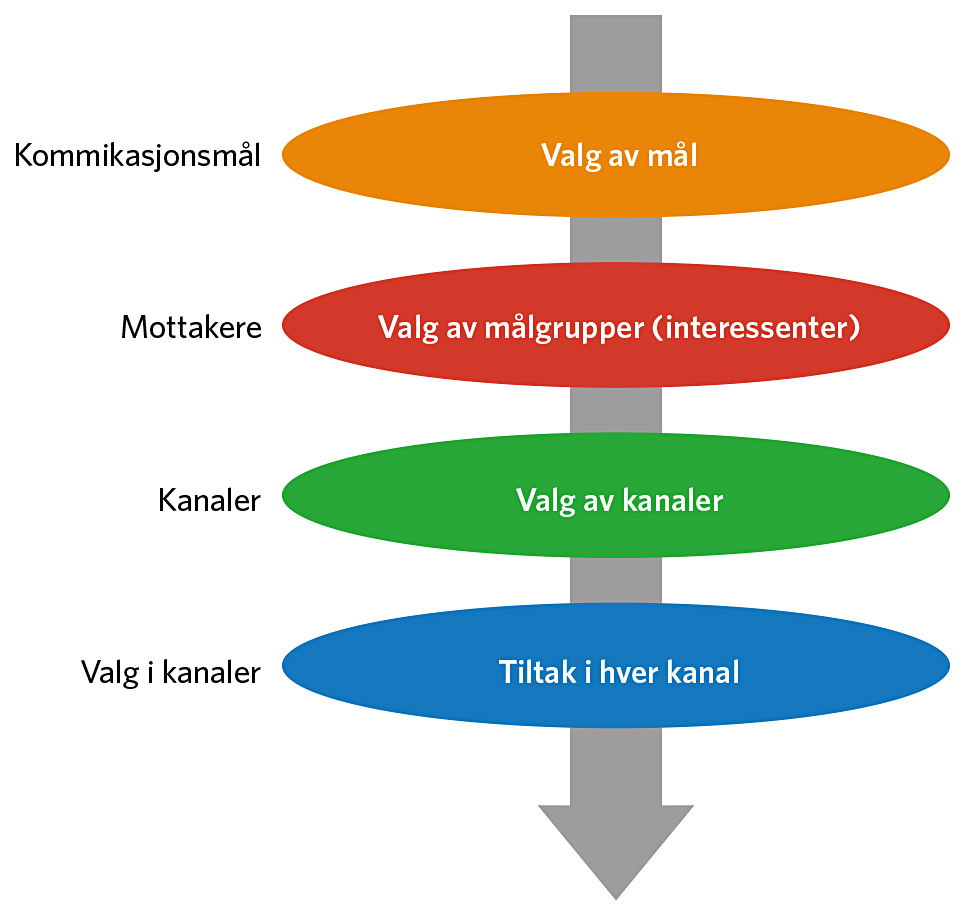 Kommikasjonsmål
Valg av mål
Mottakere
Valg av målgrupper (interessenter)
Kanaler
Valg av kanaler
Valg i kanaler
Tiltak i hver kanal